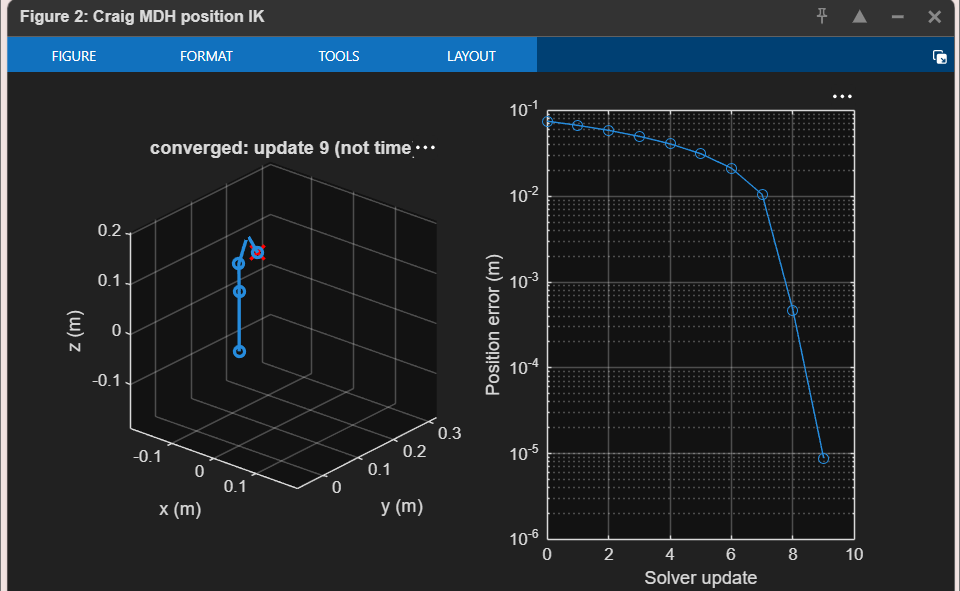 Figure 2: Craig MDH position IK
FIGURE FORMAT TOOLS LAYOUT
converged: update 9 (not time
0.2
0.1
0
-0.1
z (m)
-0.1
0
0.1
x (m)
0
0.1
0.2
0.3
y (m)
10^-1
10^-2
10^-3
10^-4
10^-5
10^-6
Position error (m)
0 2 4 6 8 10
Solver update